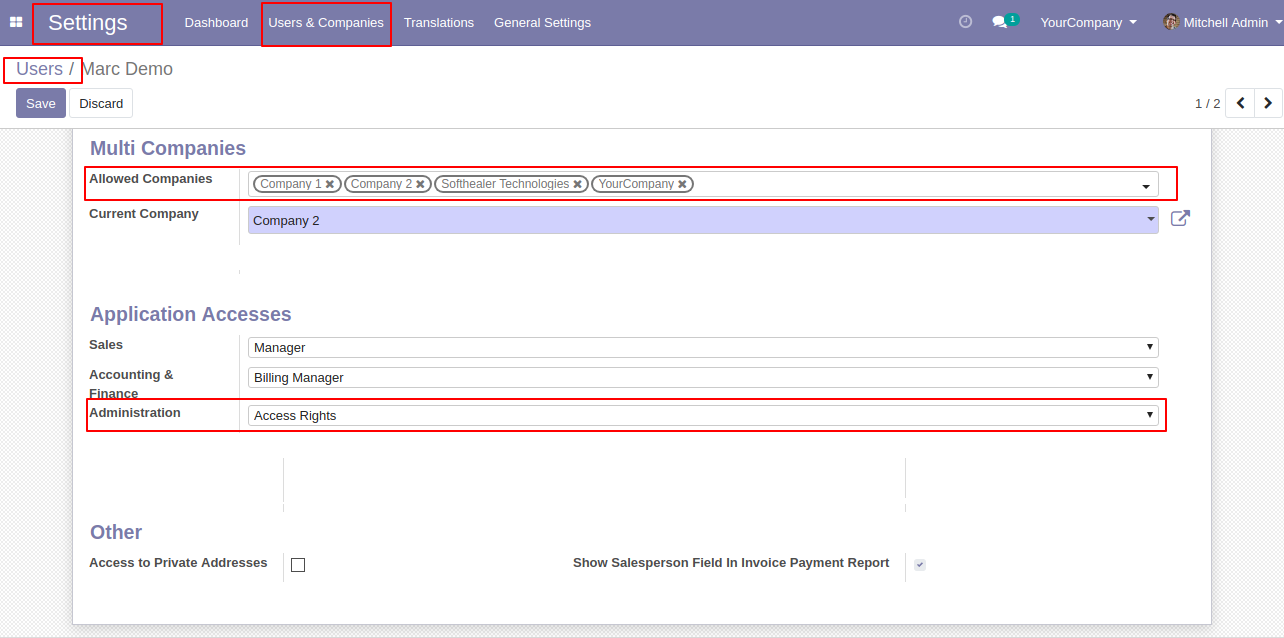 Settings Dashboard Users & Companies Translations General Settings 1 YourCompany Mitchell Admin
Users / Marc Demo
Save Discard 1 / 2
Multi Companies
Allowed Companies Company 1 Company 2 Softhealer Technologies YourCompany
Current Company Company 2
Application Accesses
Sales Manager
Accounting & Finance Billing Manager
Administration Access Rights
Other
Access to Private Addresses Show Salesperson Field In Invoice Payment Report